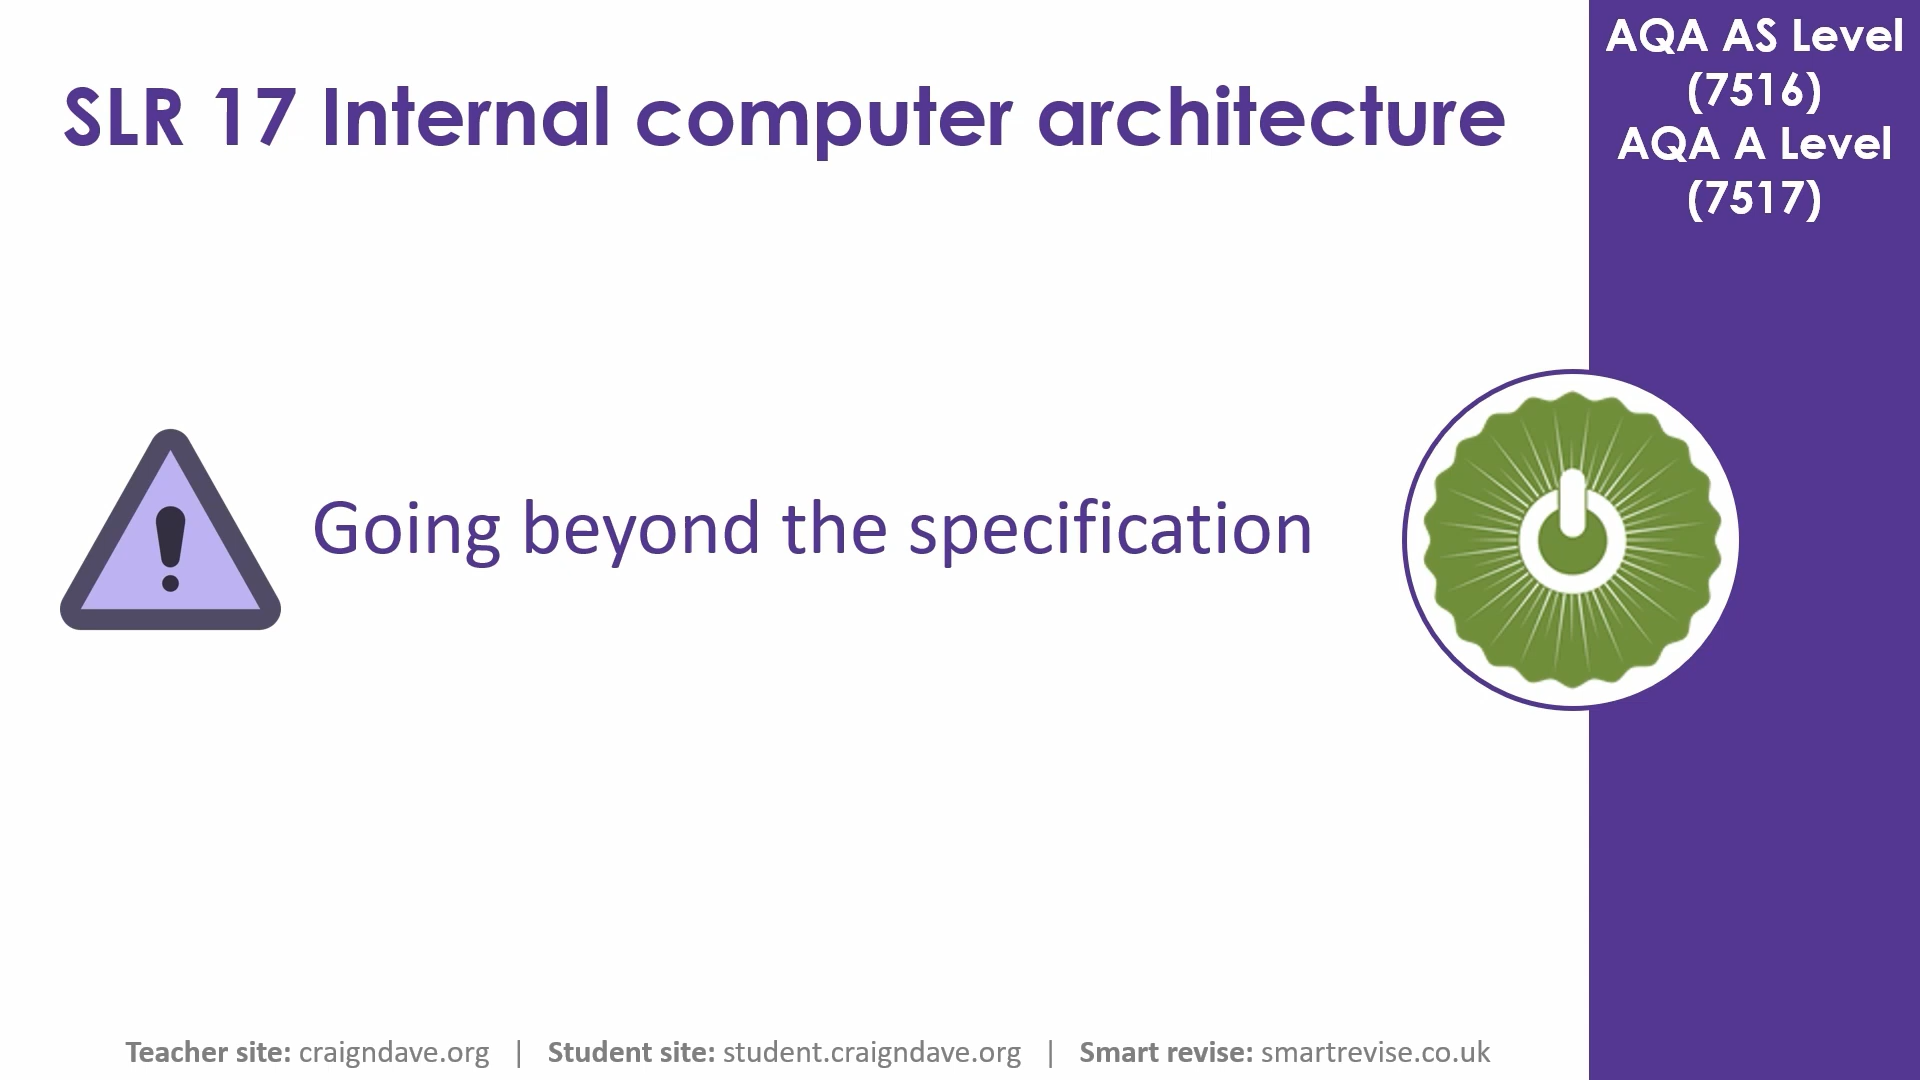 SLR 17 Internal computer architecture
AQA AS Level
(7516)
AQA A Level
(7517)
Going beyond the specification
Teacher site: craigndave.org | Student site: student.craigndave.org | Smart revise: smartrevise.co.uk